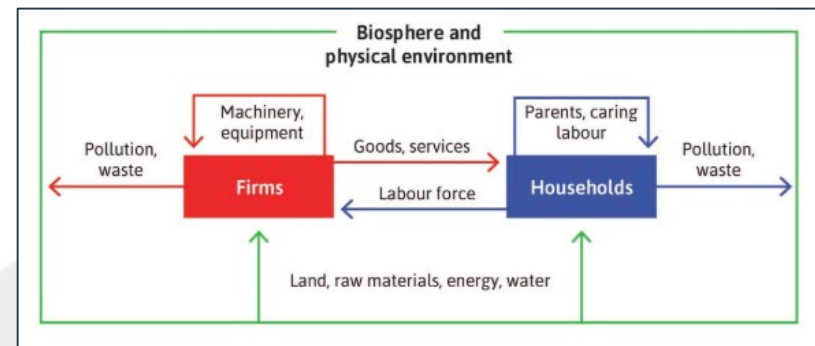 Biosphere and
physical environment
Machinery,
equipment
Parents, caring
labour
Pollution,
waste
Goods, services
Pollution,
waste
Firms
Labour force
Households
Land, raw materials, energy, water